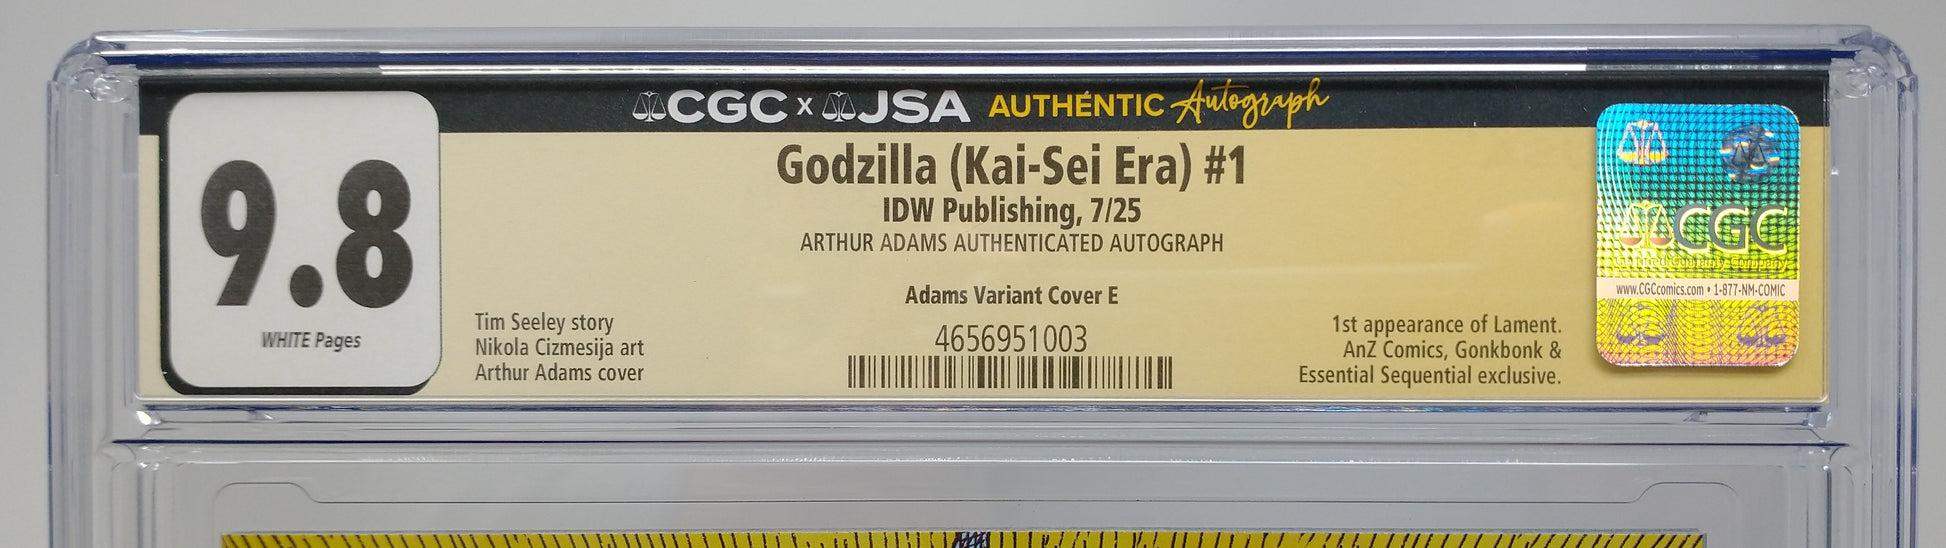 CGC x JSA AUTHENTIC Autograph
9.8
WHITE Pages
Godzilla (Kai-Sei Era) #1
IDW Publishing, 7/25
ARTHUR ADAMS AUTHENTICATED AUTOGRAPH
Adams Variant Cover E
4656951003
Tim Seeley story
Nikola Cizmesija art
Arthur Adams cover
1st appearance of Lament.
AnZ Comics, Gonkbonk &
Essential Sequential exclusive.
CGC
www.CGCcomics.com • 1-877-NM-COMIC